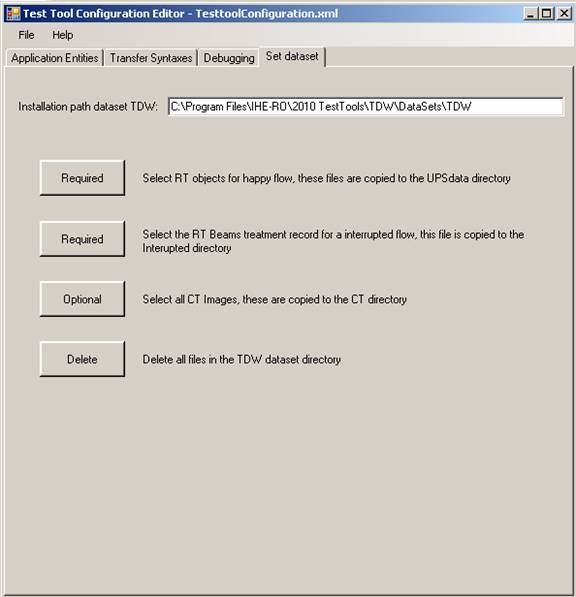 Test Tool Configuration Editor - TesttoolConfiguration.xml
File Help
Application Entities Transfer Syntaxes Debugging Set dataset
Installation path dataset TDW: C:\Program Files\IHE-RO\2010 TestTools\TDW\DataSets\TDW
Required Select RT objects for happy flow, these files are copied to the UPSdata directory
Required Select the RT Beams treatment record for a interrupted flow, this file is copied to the
Interupted directory
Optional Select all CT Images, these are copied to the CT directory
Delete Delete all files in the TDW dataset directory